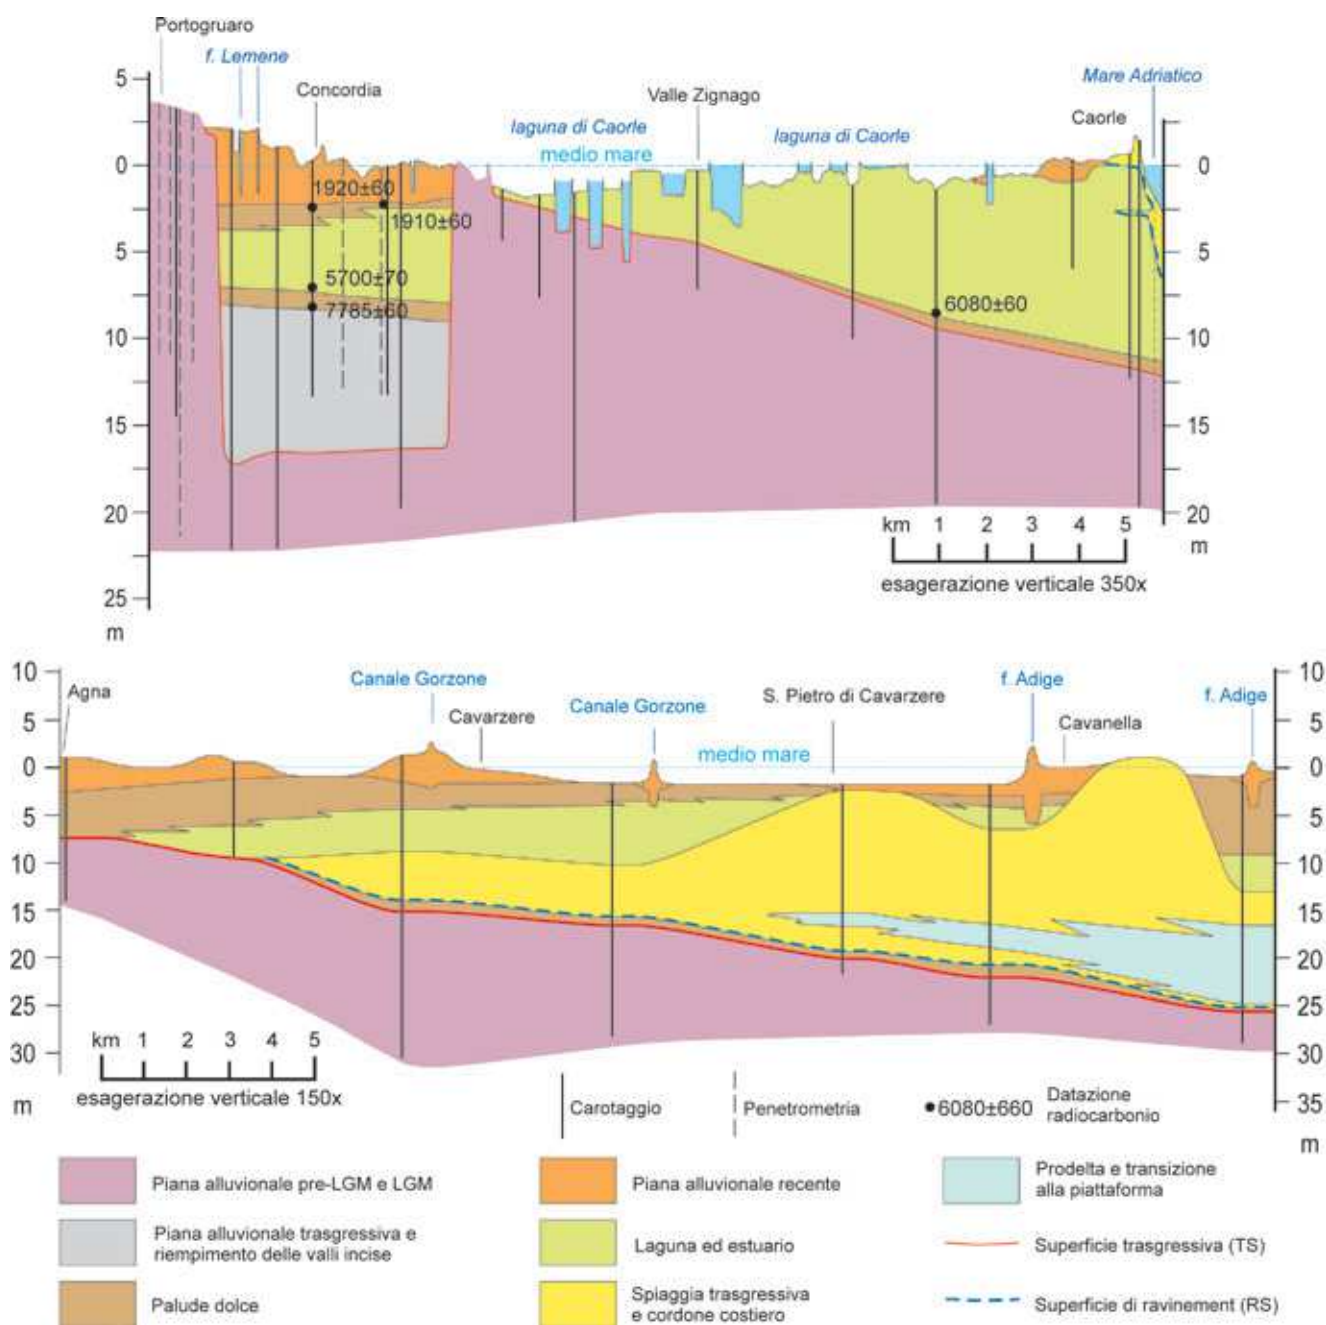 Portogruaro
f. Lemene
Concordia
Valle Zignago
Mare Adriatico
Caorle
laguna di Caorle
laguna di Caorle
medio mare
5
0
5
10
15
20
25
m
0
5
10
15
20
m
1920±60
1910±60
5700±70
7785±60
6080±60
km 1 2 3 4 5
esagerazione verticale 350x
10
5
0
5
10
15
20
25
30
m
Agna
Canale Gorzone
Cavarzere
Canale Gorzone
S. Pietro di Cavarzere
f. Adige
Cavanella
f. Adige
medio mare
10
5
0
5
10
15
20
25
30
35
m
km 1 2 3 4 5
esagerazione verticale 150x
Carotaggio
Penetrometria
6080±660
Datazione
radiocarbonio
Piana alluvionale pre-LGM e LGM
Piana alluvionale trasgressiva e
riempimento delle valli incise
Palude dolce
Piana alluvionale recente
Laguna ed estuario
Spiaggia trasgressiva
e cordone costiero
Prodelta e transizione
alla piattaforma
Superficie trasgressiva (TS)
Superficie di ravinement (RS)